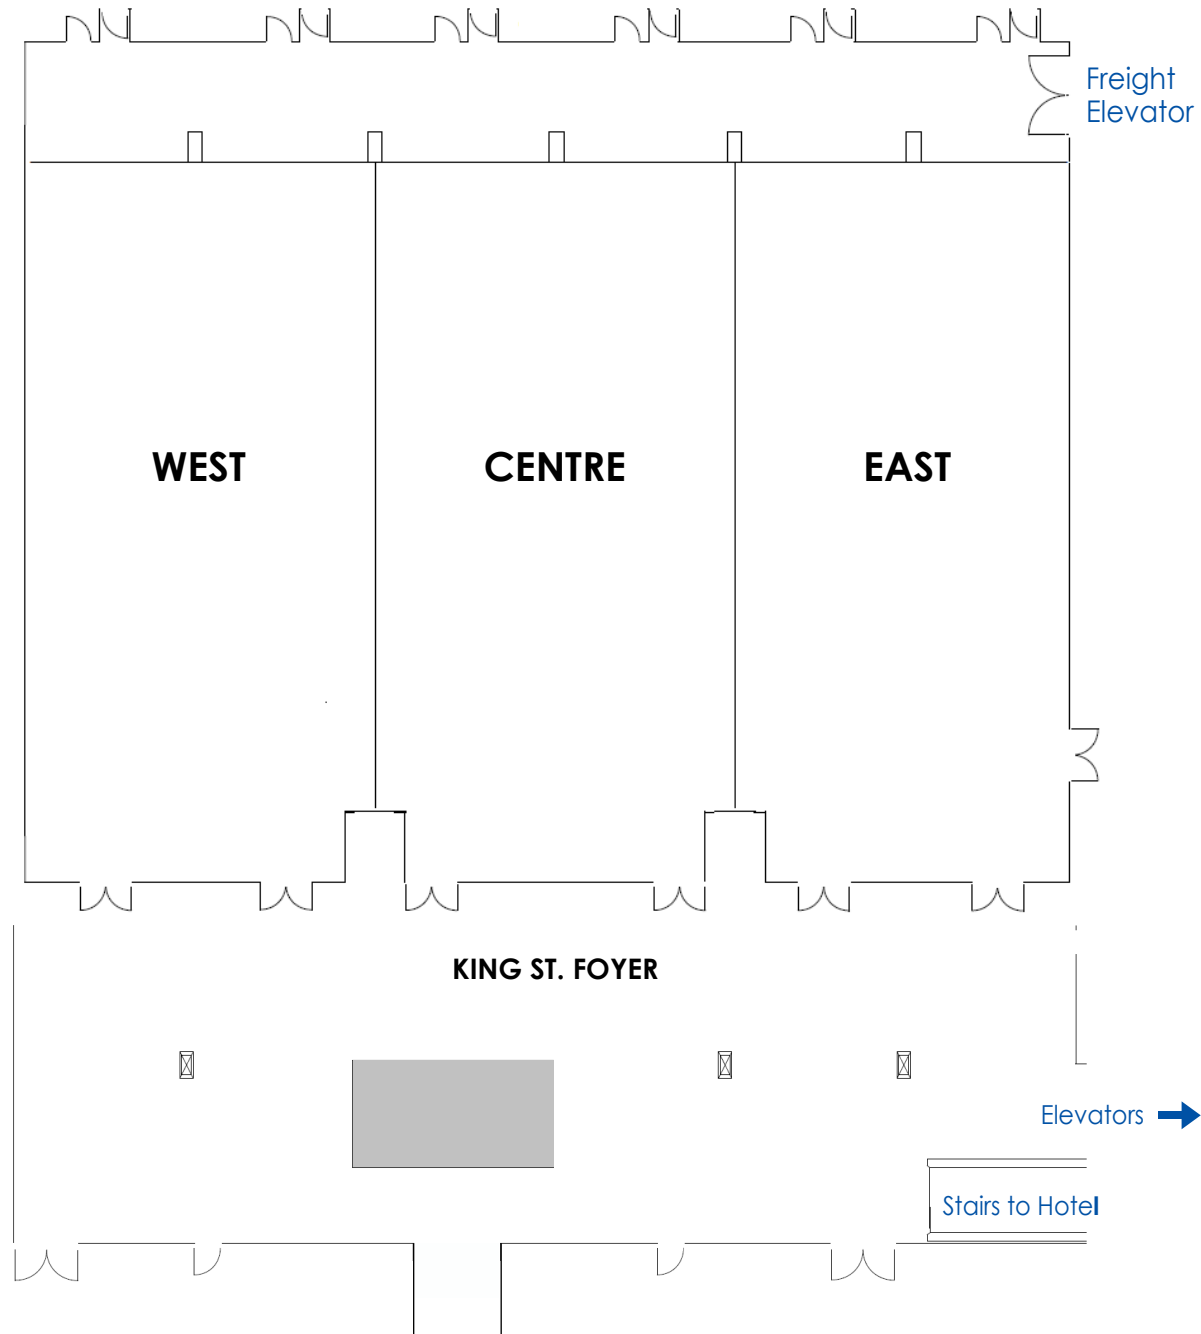 Freight
Elevator
WEST
CENTRE
EAST
KING ST. FOYER
Elevators
Stairs to Hotel